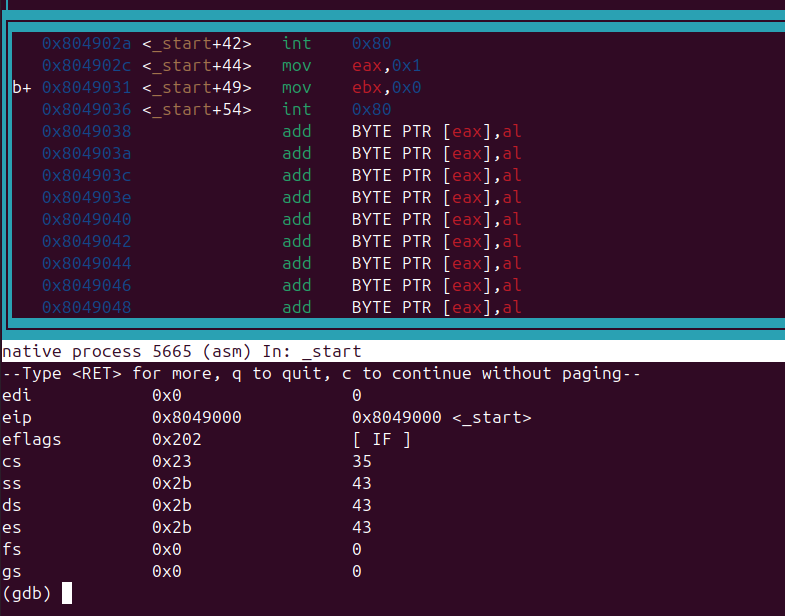 0x804902a <_start+42> int 0x80
0x804902c <_start+44> mov eax,0x1
b+ 0x8049031 <_start+49> mov ebx,0x0
0x8049036 <_start+54> int 0x80
0x8049038 add BYTE PTR [eax],al
0x804903a add BYTE PTR [eax],al
0x804903c add BYTE PTR [eax],al
0x804903e add BYTE PTR [eax],al
0x8049040 add BYTE PTR [eax],al
0x8049042 add BYTE PTR [eax],al
0x8049044 add BYTE PTR [eax],al
0x8049046 add BYTE PTR [eax],al
0x8049048 add BYTE PTR [eax],al
native process 5665 (asm) In: _start
--Type <RET> for more, q to quit, c to continue without paging--
edi 0x0 0
eip 0x8049000 0x8049000 <_start>
eflags 0x202 [ IF ]
cs 0x23 35
ss 0x2b 43
ds 0x2b 43
es 0x2b 43
fs 0x0 0
gs 0x0 0
(gdb)